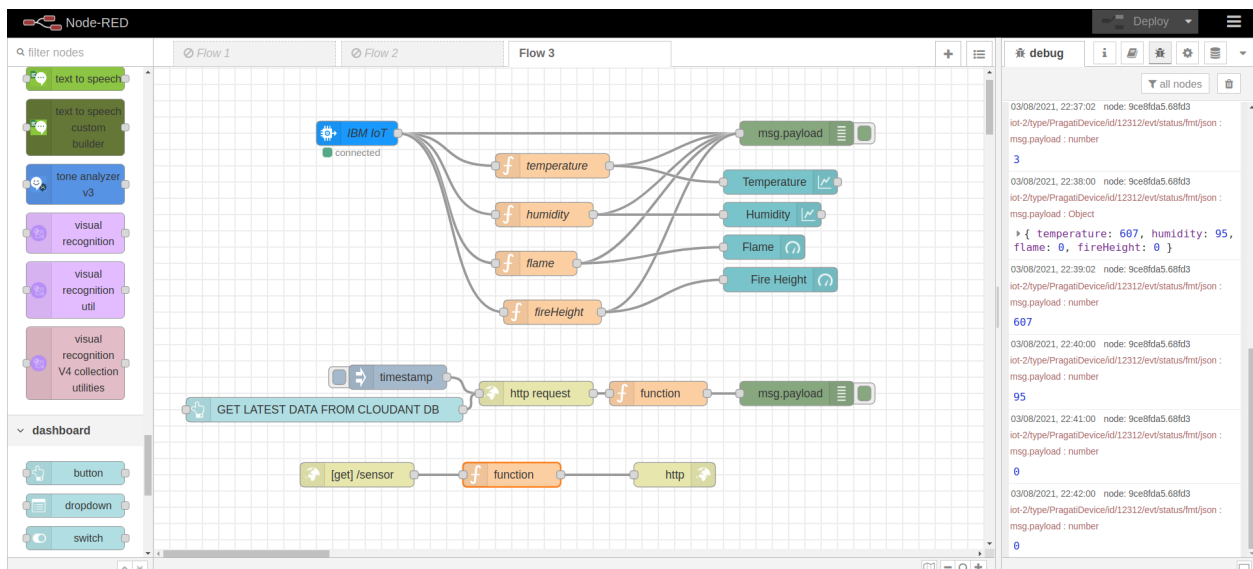 Node-RED
Deploy
filter nodes
Flow 1
Flow 2
Flow 3
debug
i
all nodes
text to speech
text to speech
custom
builder
tone analyzer
v3
visual
recognition
visual
recognition
util
visual
recognition
V4 collection
utilities
dashboard
button
dropdown
switch
IBM IoT
connected
f temperature
f humidity
f flame
f fireHeight
msg.payload
Temperature
Humidity
Flame
Fire Height
timestamp
GET LATEST DATA FROM CLOUDANT DB
http request
f function
msg.payload
[get] /sensor
f function
http
03/08/2021, 22:37:02 node: 9ce8fda5.68fd3
iot-2/type/PragatiDevice/id/12312/evt/status/fmt/json :
msg.payload : number
3
03/08/2021, 22:38:00 node: 9ce8fda5.68fd3
iot-2/type/PragatiDevice/id/12312/evt/status/fmt/json :
msg.payload : Object
{ temperature: 607, humidity: 95,
flame: 0, fireHeight: 0 }
03/08/2021, 22:39:02 node: 9ce8fda5.68fd3
iot-2/type/PragatiDevice/id/12312/evt/status/fmt/json :
msg.payload : number
607
03/08/2021, 22:40:00 node: 9ce8fda5.68fd3
iot-2/type/PragatiDevice/id/12312/evt/status/fmt/json :
msg.payload : number
95
03/08/2021, 22:41:00 node: 9ce8fda5.68fd3
iot-2/type/PragatiDevice/id/12312/evt/status/fmt/json :
msg.payload : number
0
03/08/2021, 22:42:00 node: 9ce8fda5.68fd3
iot-2/type/PragatiDevice/id/12312/evt/status/fmt/json :
msg.payload : number
0